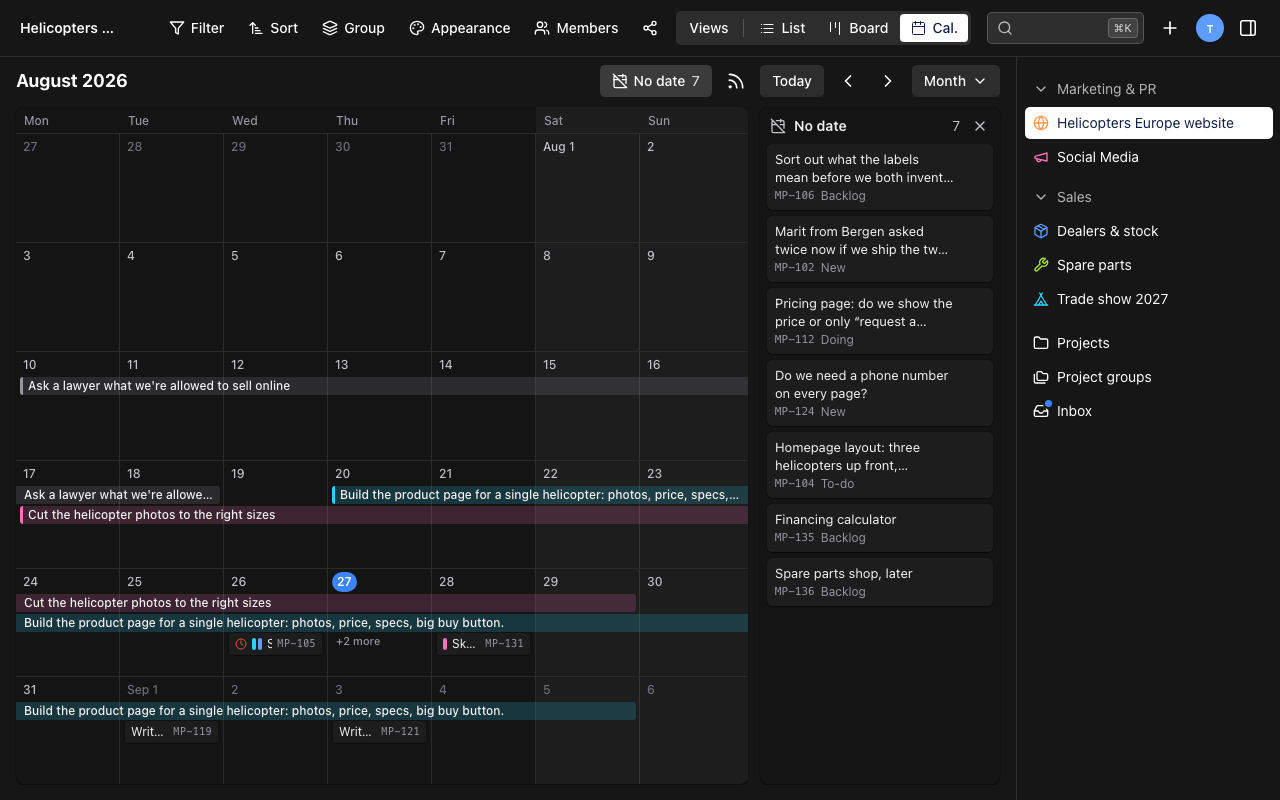 Helicopters ...
Filter
Sort
Group
Appearance
Members
Views
List
Board
Cal.
⌘K
T
August 2026
No date 7
Today
Month
Mon Tue Wed Thu Fri Sat Sun
27 28 29 30 31 Aug 1 2
3 4 5 6 7 8 9
10 11 12 13 14 15 16
Ask a lawyer what we're allowed to sell online
17 18 19 20 21 22 23
Ask a lawyer what we're allowe...
Build the product page for a single helicopter: photos, price, specs,...
Cut the helicopter photos to the right sizes
24 25 26 27 28 29 30
Cut the helicopter photos to the right sizes
Build the product page for a single helicopter: photos, price, specs, big buy button.
MP-105
+2 more
Sk... MP-131
31 Sep 1 2 3 4 5 6
Build the product page for a single helicopter: photos, price, specs, big buy button.
Writ... MP-119
Writ... MP-121
No date 7
Sort out what the labels
mean before we both invent...
MP-106 Backlog
Marit from Bergen asked
twice now if we ship the tw...
MP-102 New
Pricing page: do we show the
price or only “request a...
MP-112 Doing
Do we need a phone number
on every page?
MP-124 New
Homepage layout: three
helicopters up front,...
MP-104 To-do
Financing calculator
MP-135 Backlog
Spare parts shop, later
MP-136 Backlog
Marketing & PR
Helicopters Europe website
Social Media
Sales
Dealers & stock
Spare parts
Trade show 2027
Projects
Project groups
Inbox